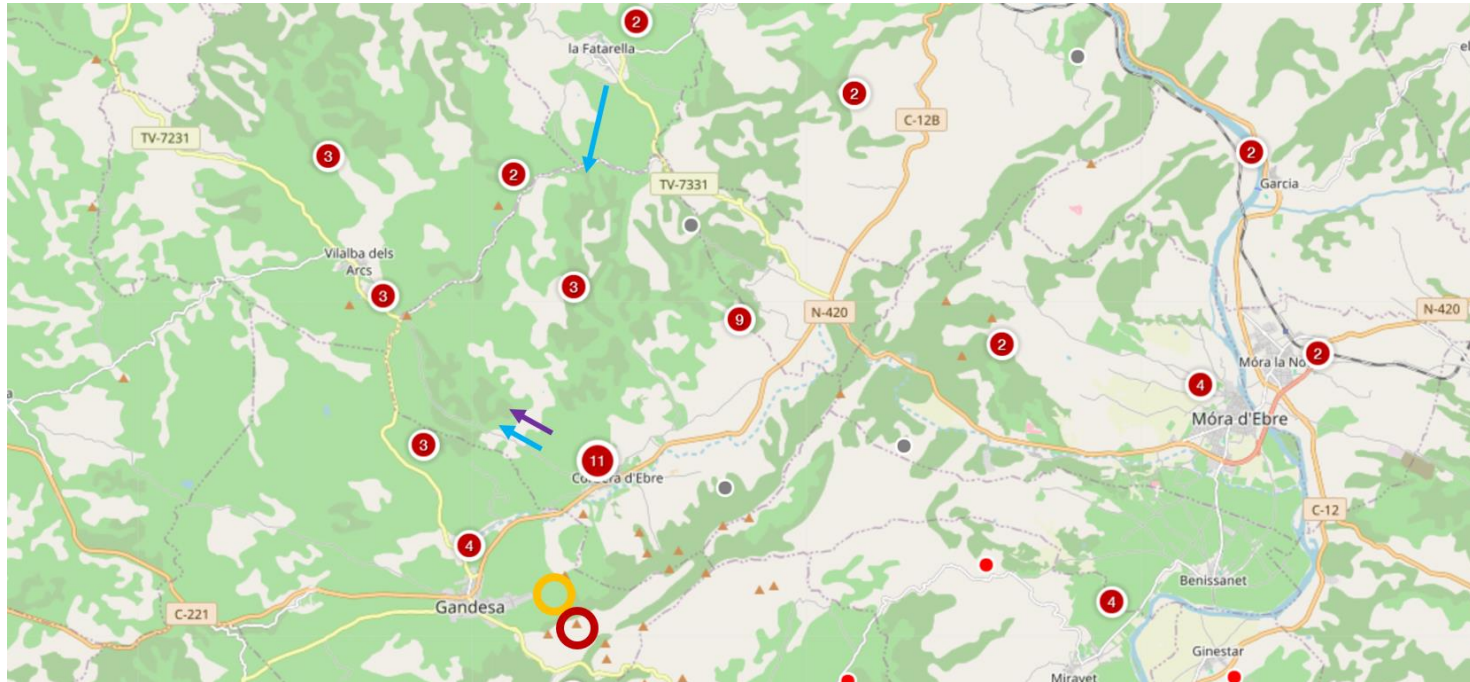 2
la Fatarella
el
2
C-12B
TV-7231
3
2
2
TV-7331
Garcia
Vilalba dels
Arcs
3
3
9
N-420
N-420
2
Móra la No
2
4
Móra d'Ebre
a
3
11
Corbera d'Ebre
C-12
4
Benissanet
C-221
Gandesa
4
Ginestar
Miravet